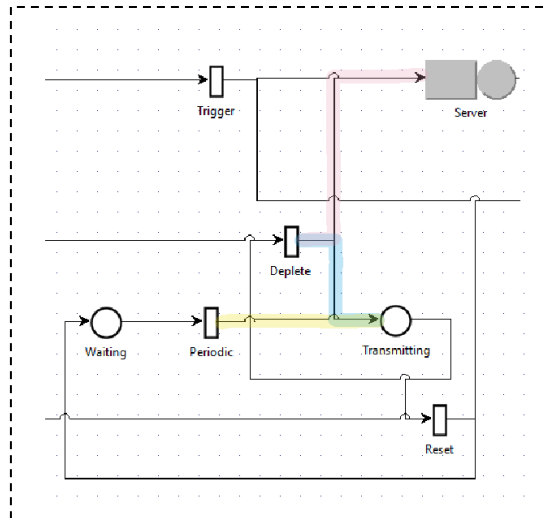 Trigger
Server
Deplete
Waiting
Periodic
Transmitting
Reset